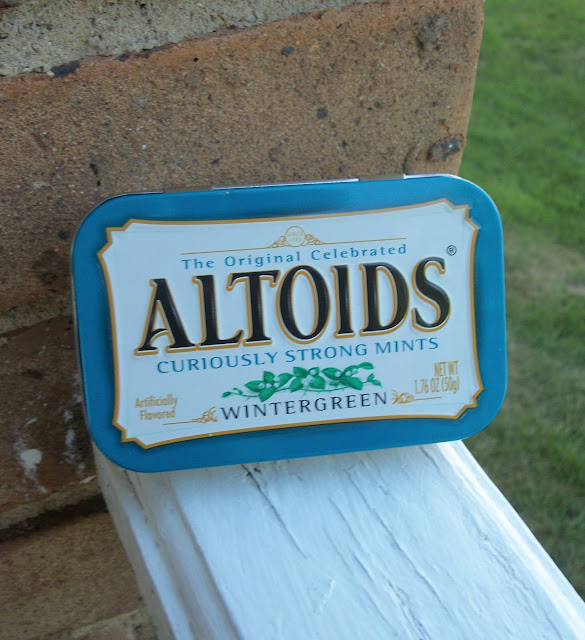 The Original Celebrated
ALTOIDS®
CURIOUSLY STRONG MINTS
Artificially
Flavored
WINTERGREEN
NET WT
1.76 OZ (50g)